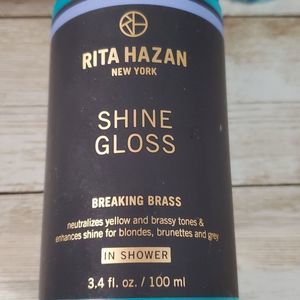 RITA HAZAN
NEW YORK
SHINE
GLOSS
BREAKING BRASS
neutralizes yellow and brassy tones &
enhances shine for blondes, brunettes and grey
IN SHOWER
3.4 fl. oz. / 100 ml